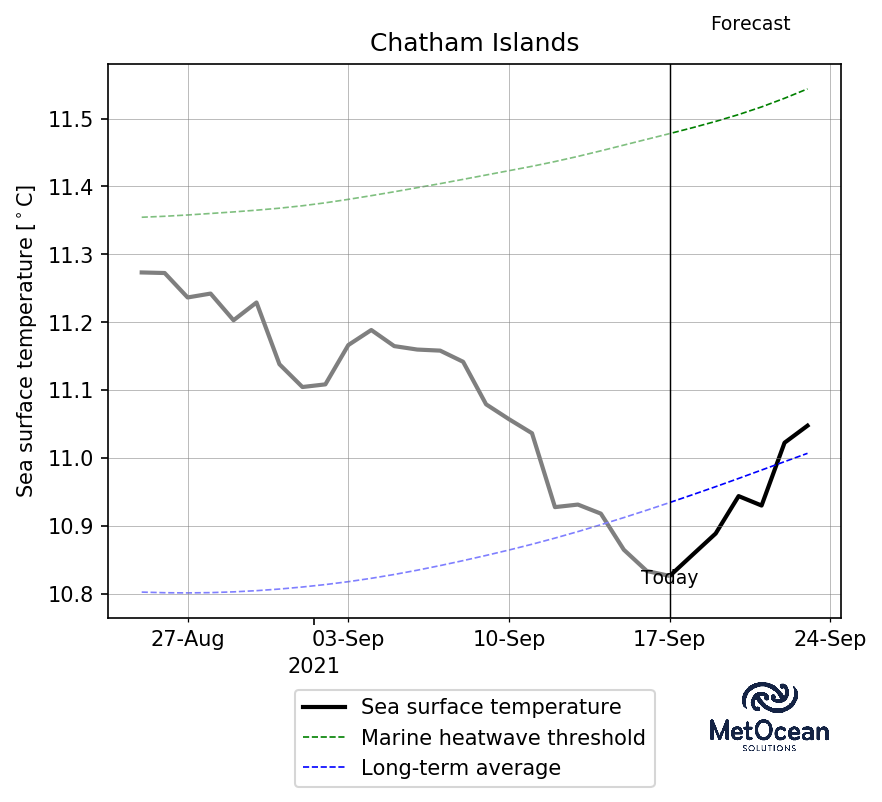 Forecast
Chatham Islands
Sea surface temperature [°C]
11.5
11.4
11.3
11.2
11.1
11.0
10.9
10.8
Today
27-Aug 03-Sep 10-Sep 17-Sep 24-Sep
2021
Sea surface temperature
Marine heatwave threshold
Long-term average
MetOcean
SOLUTIONS